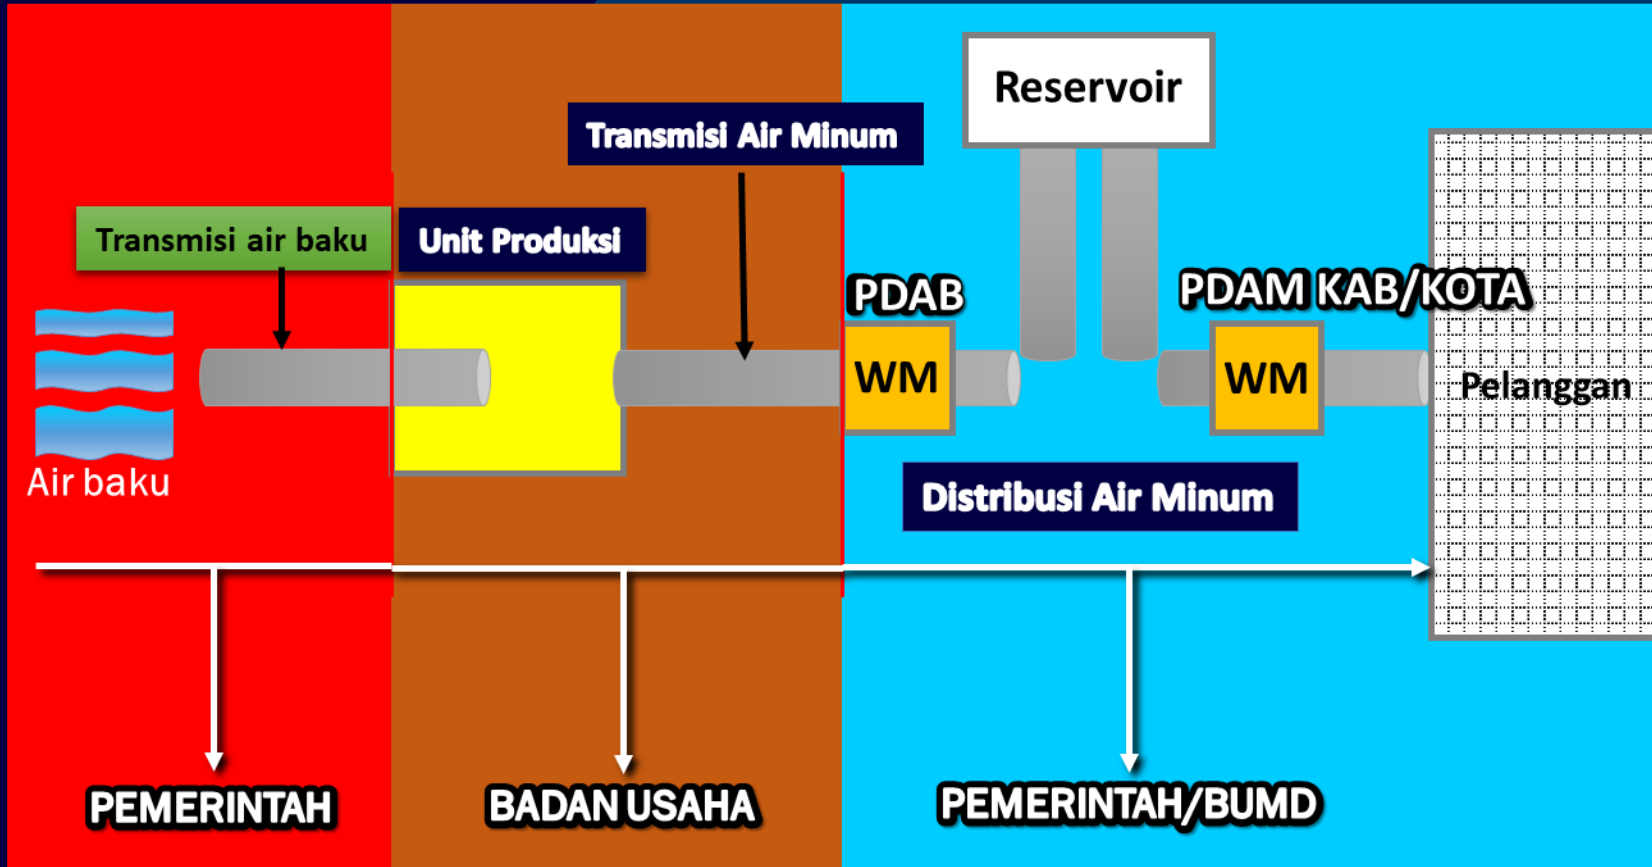 Reservoir
Transmisi Air Minum
Transmisi air baku
Unit Produksi
PDAB
PDAM KAB/KOTA
WM
WM
Pelanggan
Air baku
Distribusi Air Minum
PEMERINTAH
BADAN USAHA
PEMERINTAH/BUMD